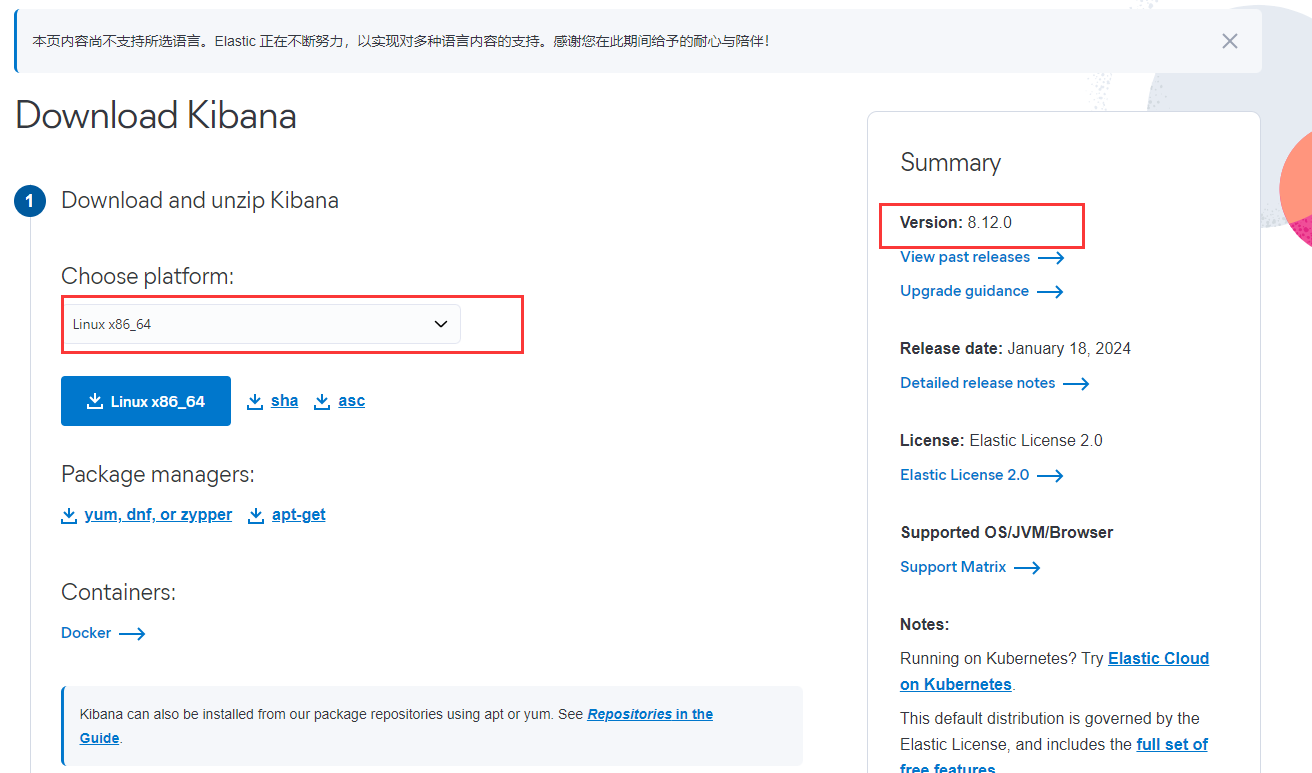 本页内容尚不支持所选语言。Elastic 正在不断努力，以实现对多种语言内容的支持。感谢您在此期间给予的耐心与陪伴！
Download Kibana
1 Download and unzip Kibana
Choose platform:
Linux x86_64
Linux x86_64 sha asc
Package managers:
yum, dnf, or zypper apt-get
Containers:
Docker
Kibana can also be installed from our package repositories using apt or yum. See Repositories in the
Guide.
Summary
Version: 8.12.0
View past releases
Upgrade guidance
Release date: January 18, 2024
Detailed release notes
License: Elastic License 2.0
Elastic License 2.0
Supported OS/JVM/Browser
Support Matrix
Notes:
Running on Kubernetes? Try Elastic Cloud
on Kubernetes.
This default distribution is governed by the
Elastic License, and includes the full set of
free features.